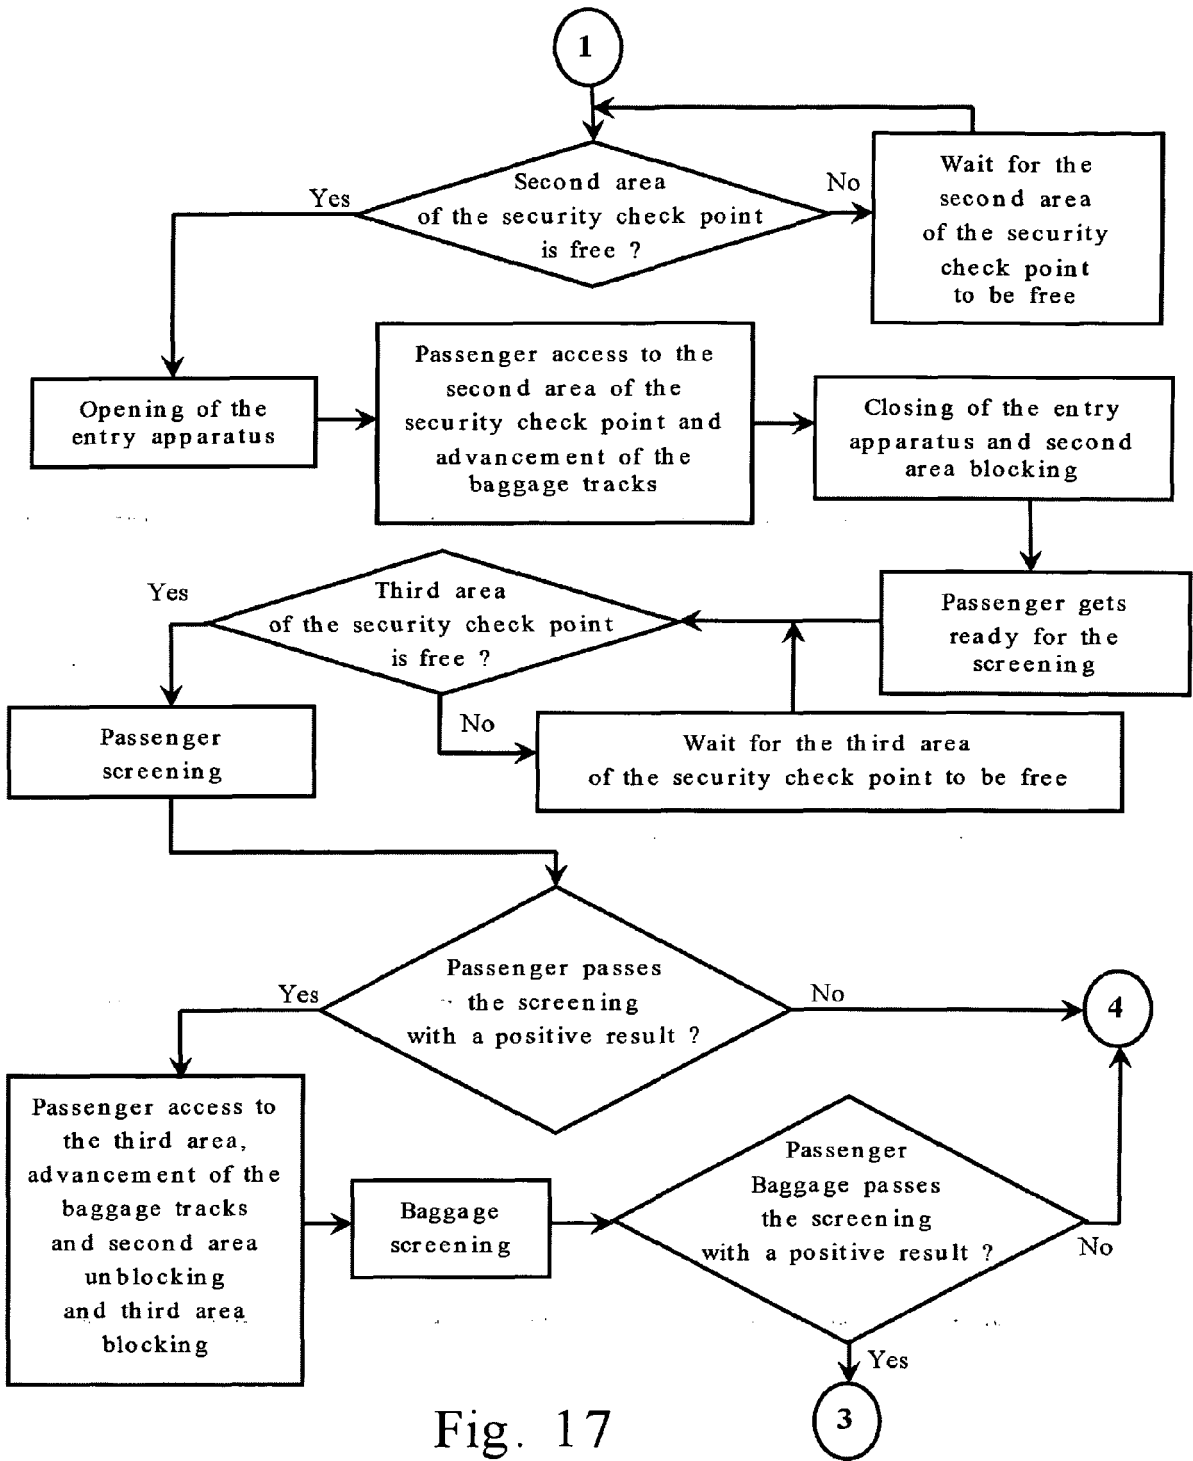 1
Second area
of the security check point
is free ?
Yes
No
Wait for the
second area
of the security
check point
to be free
Opening of the
entry apparatus
Passenger access to the
second area of the
security check point and
advancement of the
baggage tracks
Closing of the entry
apparatus and second
area blocking
Passenger gets
ready for the
screening
Third area
of the security check point
is free ?
Yes
No
Wait for the third area
of the security check point to be free
Passenger
screening
Passenger passes
the screening
with a positive result ?
Yes
No
4
Passenger access to
the third area,
advancement of the
baggage tracks
and second area
unblocking
and third area
blocking
Baggage
screening
Passenger
Baggage passes
the screening
with a positive result ?
No
Yes
3
Fig. 17